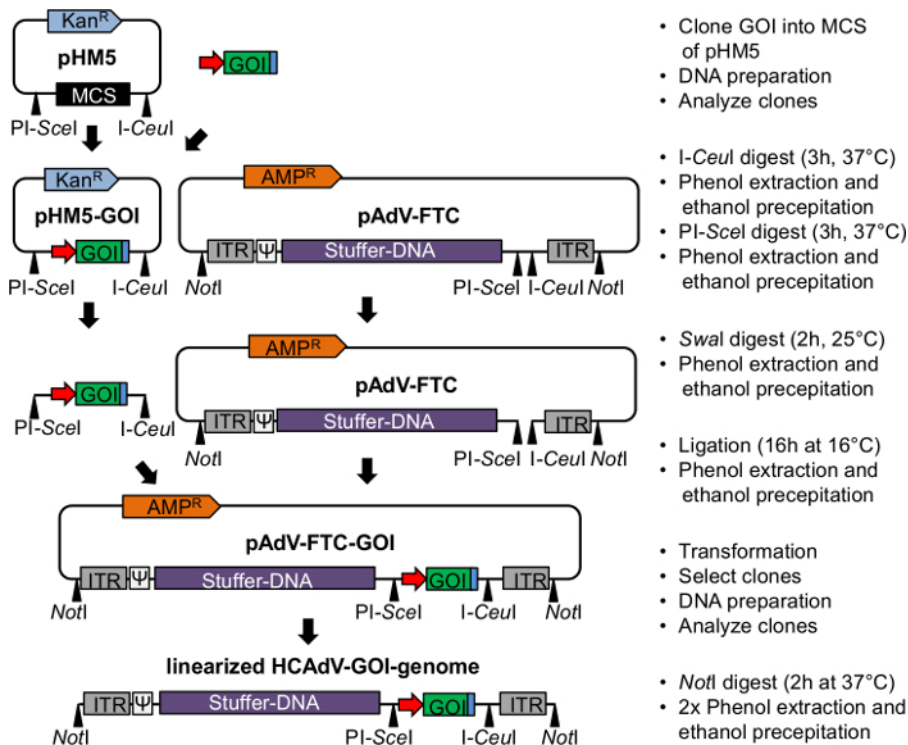 Kan^R
pHM5
MCS
PI-SceI
I-CeuI
GOI
Kan^R
pHM5-GOI
GOI
PI-SceI
I-CeuI
AMP^R
pAdV-FTC
ITR
Ψ
Stuffer-DNA
ITR
NotI
PI-SceI
I-CeuI
NotI
GOI
PI-SceI
I-CeuI
AMP^R
pAdV-FTC
ITR
Ψ
Stuffer-DNA
ITR
NotI
PI-SceI
I-CeuI
NotI
AMP^R
pAdV-FTC-GOI
ITR
Ψ
Stuffer-DNA
GOI
ITR
NotI
PI-SceI
I-CeuI
NotI
linearized HCAdV-GOI-genome
ITR
Ψ
Stuffer-DNA
GOI
ITR
NotI
PI-SceI
I-CeuI
NotI
• Clone GOI into MCS
of pHM5
• DNA preparation
• Analyze clones
• I-CeuI digest (3h, 37°C)
• Phenol extraction and
ethanol precepitation
• PI-SceI digest (3h, 37°C)
• Phenol extraction and
ethanol precepitation
• SwaI digest (2h, 25°C)
• Phenol extraction and
ethanol precepitation
• Ligation (16h at 16°C)
• Phenol extraction and
ethanol precepitation
• Transformation
• Select clones
• DNA preparation
• Analyze clones
• NotI digest (2h at 37°C)
• 2x Phenol extraction and
ethanol precepitation